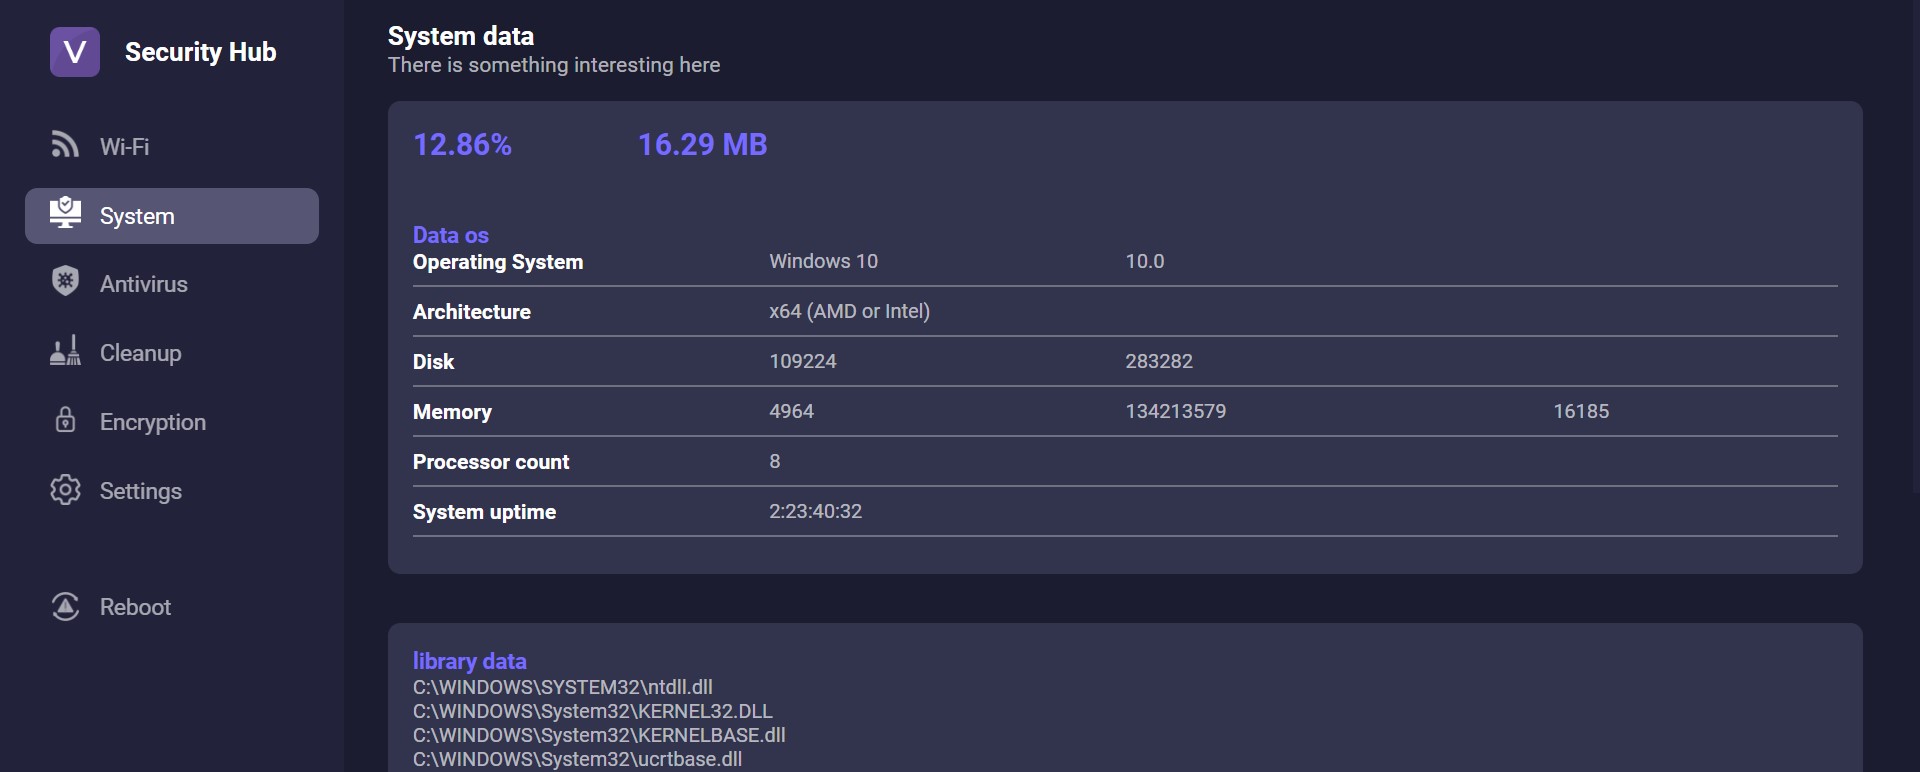 V Security Hub
Wi-Fi
System
Antivirus
Cleanup
Encryption
Settings
Reboot
System data
There is something interesting here
12.86% 16.29 MB
Data os
Operating System Windows 10 10.0
Architecture x64 (AMD or Intel)
Disk 109224 283282
Memory 4964 134213579 16185
Processor count 8
System uptime 2:23:40:32
library data
C:\WINDOWS\SYSTEM32\ntdll.dll
C:\WINDOWS\System32\KERNEL32.DLL
C:\WINDOWS\System32\KERNELBASE.dll
C:\WINDOWS\System32\ucrtbase.dll